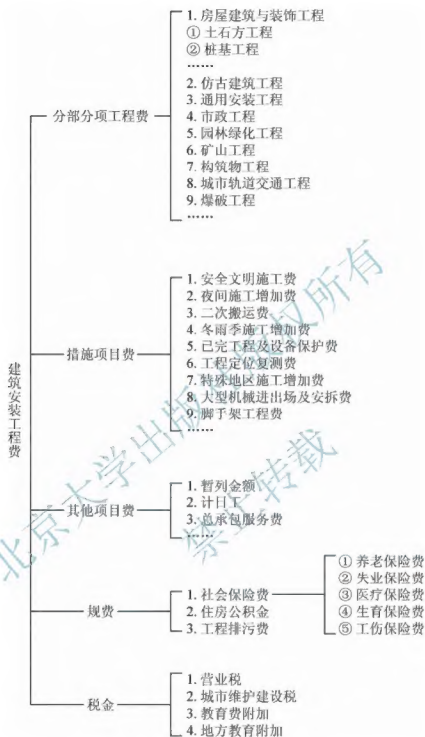 建筑安装工程费
分部分项工程费
1. 房屋建筑与装饰工程
① 土石方工程
② 桩基工程
……
2. 仿古建筑工程
3. 通用安装工程
4. 市政工程
5. 园林绿化工程
6. 矿山工程
7. 构筑物工程
8. 城市轨道交通工程
9. 爆破工程
……
措施项目费
1. 安全文明施工费
2. 夜间施工增加费
3. 二次搬运费
4. 冬雨季施工增加费
5. 已完工程及设备保护费
6. 工程定位复测费
7. 特殊地区施工增加费
8. 大型机械进出场及安拆费
9. 脚手架工程费
……
其他项目费
1. 暂列金额
2. 计日工
3. 总承包服务费
……
规费
1. 社会保险费
2. 住房公积金
3. 工程排污费
① 养老保险费
② 失业保险费
③ 医疗保险费
④ 生育保险费
⑤ 工伤保险费
税金
1. 营业税
2. 城市维护建设税
3. 教育费附加
4. 地方教育附加
北京大学出版社版权所有
禁止转载